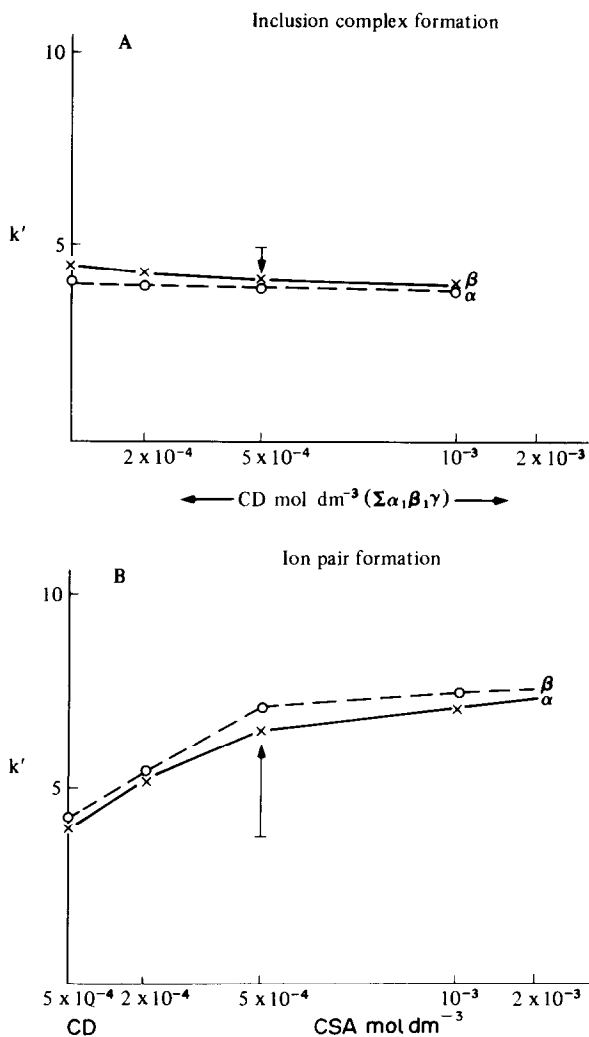 Inclusion complex formation
A
10
5
k'
β
α
2 x 10⁻⁴ 5 x 10⁻⁴ 10⁻³ 2 x 10⁻³
CD mol dm⁻³ (Σα₁β₁γ)
Ion pair formation
B
10
β
α
k'
5
5 x 10⁻⁴ 2 x 10⁻⁴ 5 x 10⁻⁴ 10⁻³ 2 x 10⁻³
CD CSA mol dm⁻³